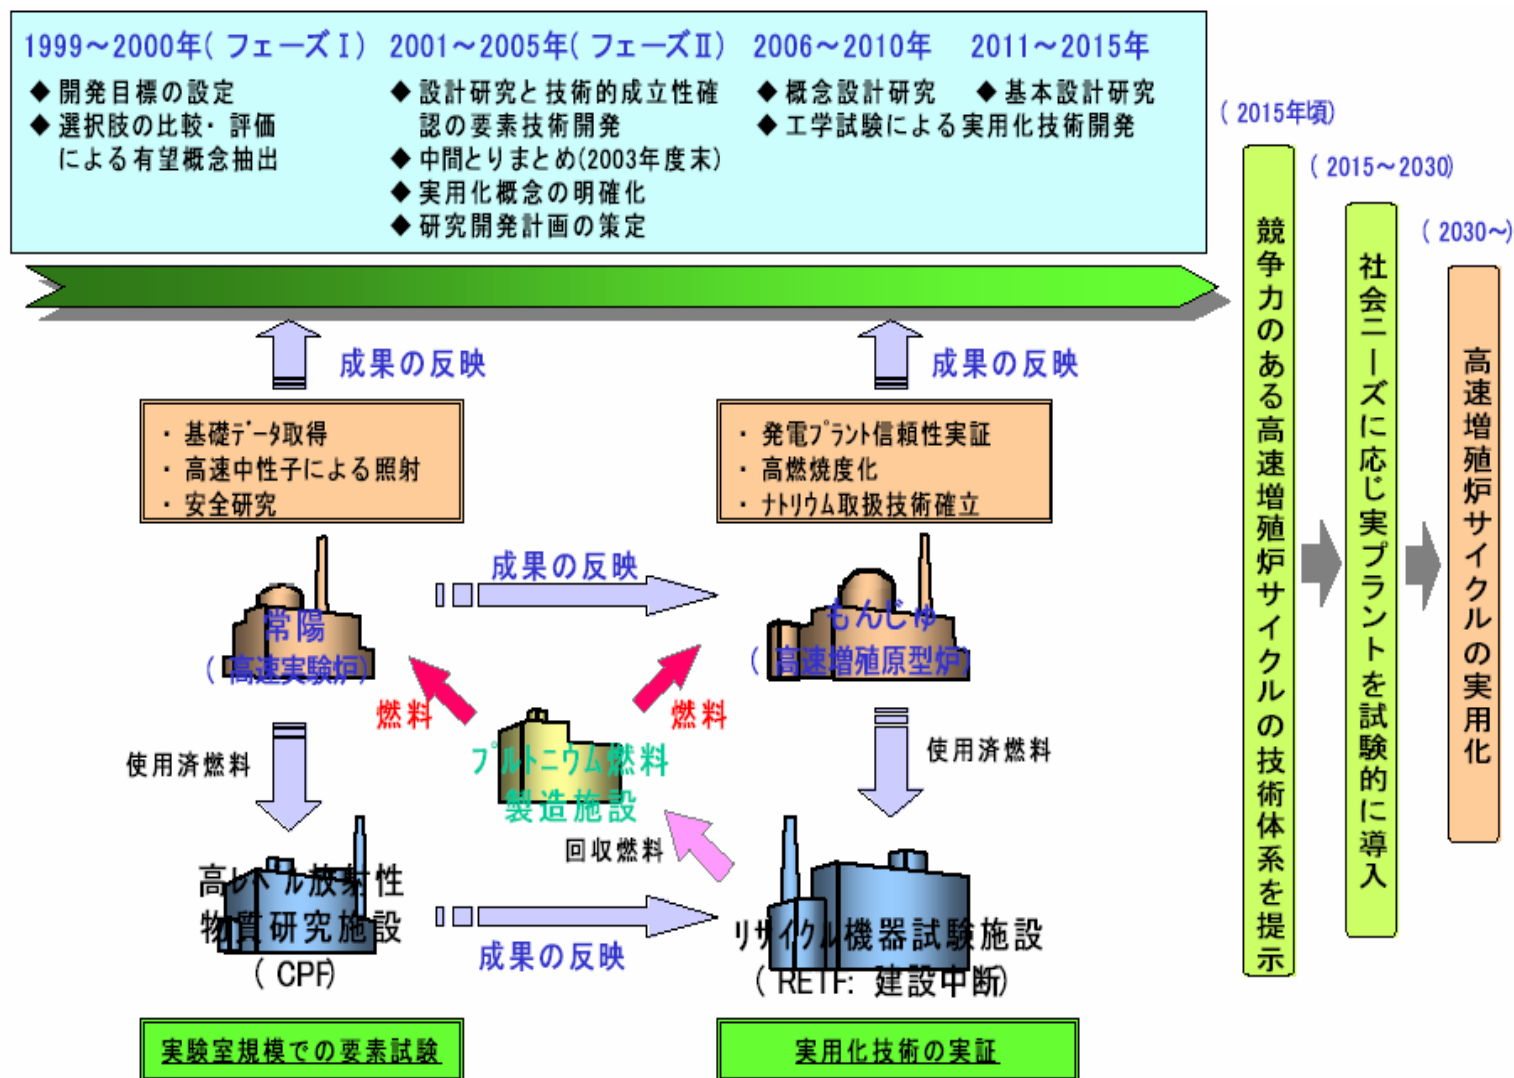 1999～2000年( フェーズⅠ)
◆ 開発目標の設定
◆ 選択肢の比較・評価
による有望概念抽出
2001～2005年( フェーズⅡ)
◆ 設計研究と技術的成立性確
認の要素技術開発
◆ 中間とりまとめ(2003年度末)
◆ 実用化概念の明確化
◆ 研究開発計画の策定
2006～2010年
2011～2015年
◆ 概念設計研究
◆ 基本設計研究
◆ 工学試験による実用化技術開発
( 2015年頃)
競争力のある高速増殖炉サイクルの技術体系を提示
( 2015～2030)
社会ニーズに応じ実プラントを試験的に導入
( 2030～)
高速増殖炉サイクルの実用化
成果の反映
成果の反映
・ 基礎ﾃﾞｰﾀ取得
・ 高速中性子による照射
・ 安全研究
・ 発電ﾌﾟﾗﾝﾄ信頼性実証
・ 高燃焼度化
・ ﾅﾄﾘｳﾑ取扱技術確立
成果の反映
常陽
( 高速実験炉)
もんじゅ
( 高速増殖原型炉)
燃料
燃料
使用済燃料
ﾌﾟﾙﾄﾆｳﾑ燃料
製造施設
使用済燃料
回収燃料
高ﾚﾍﾞﾙ放射性
物質研究施設
( CPF)
成果の反映
ﾘｻｲｸﾙ機器試験施設
( RETF: 建設中断)
実験室規模での要素試験
実用化技術の実証